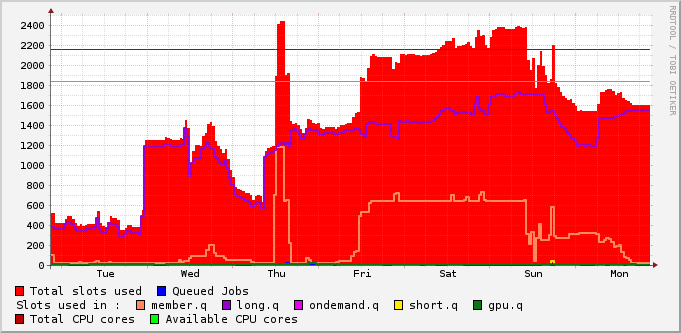 RRDTOOL / TOBI OETIKER
2400
2200
2000
1800
1600
1400
1200
1000
800
600
400
200
0
Tue Wed Thu Fri Sat Sun Mon
Total slots used Queued Jobs
Slots used in : member.q long.q ondemand.q short.q gpu.q
Total CPU cores Available CPU cores